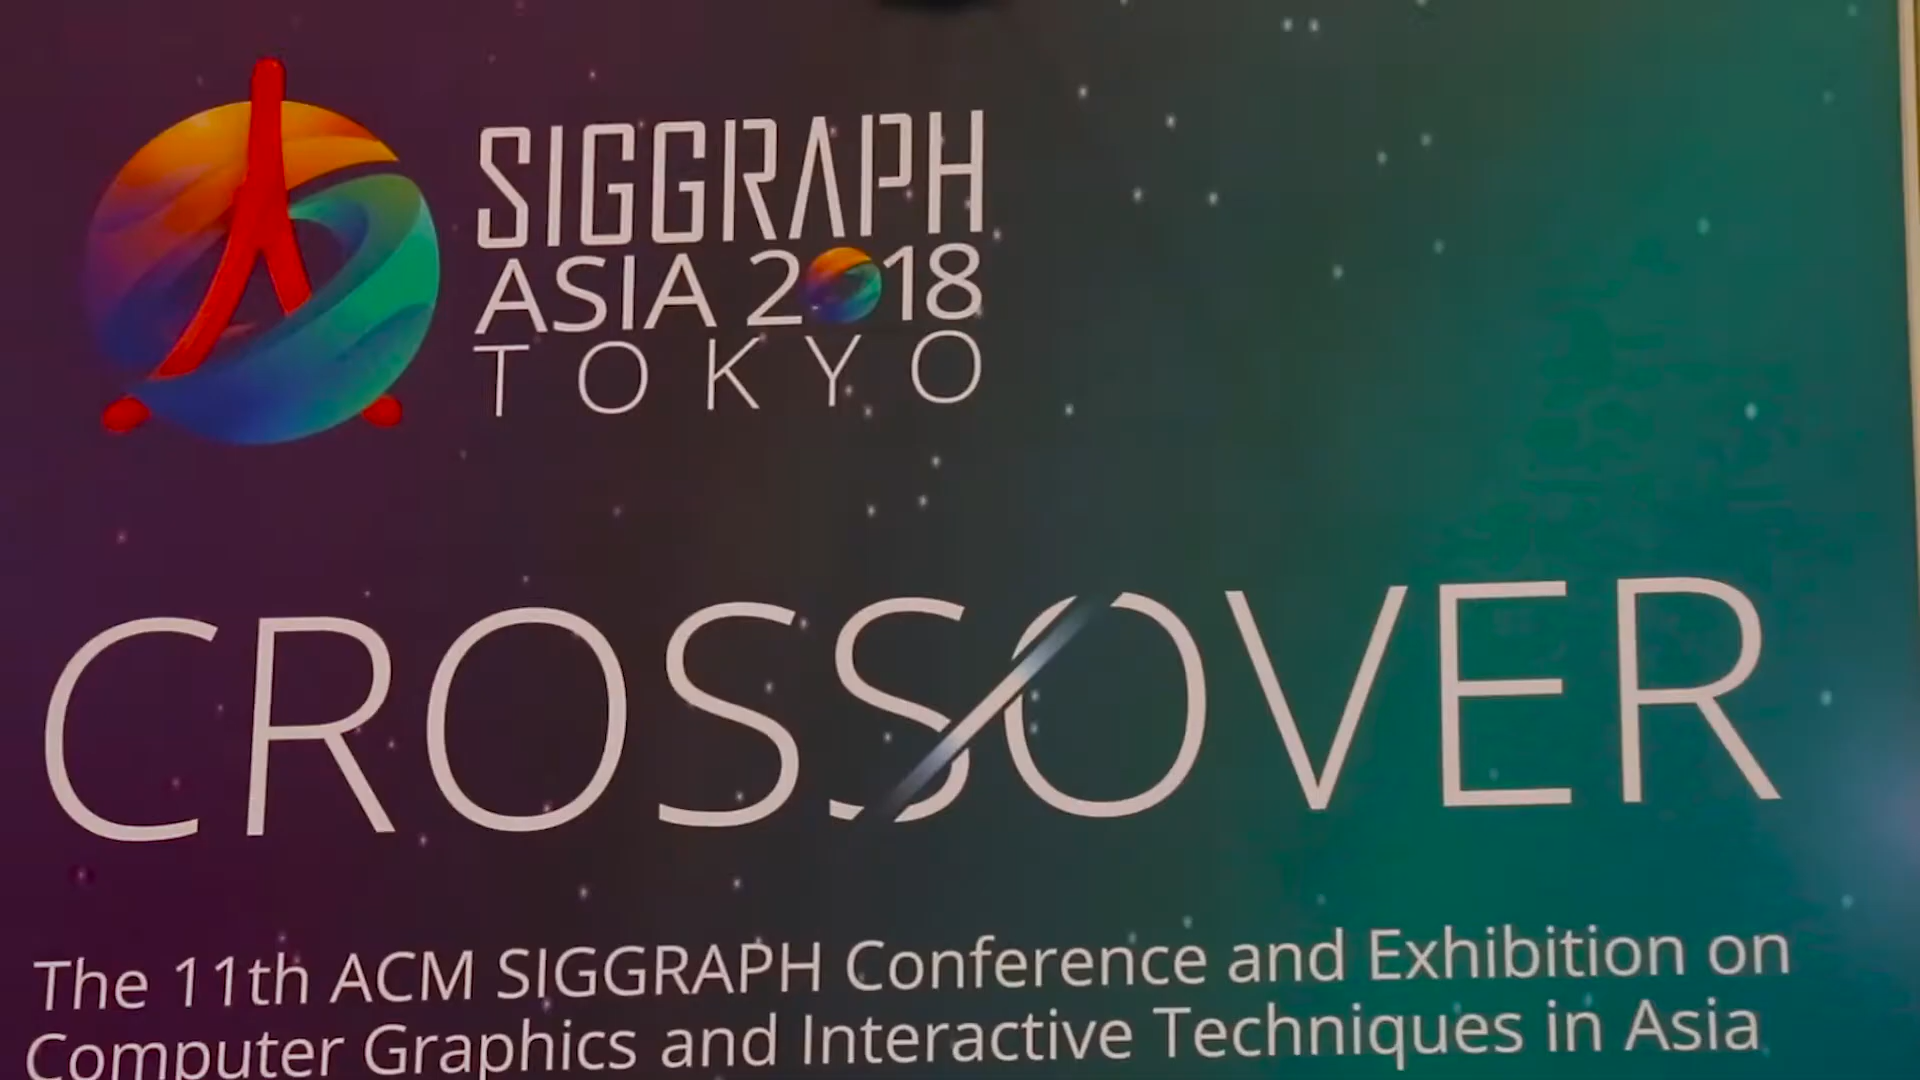 SIGGRAPH
ASIA 2018
TOKYO
CROSSOVER
The 11th ACM SIGGRAPH Conference and Exhibition on
Computer Graphics and Interactive Techniques in Asia